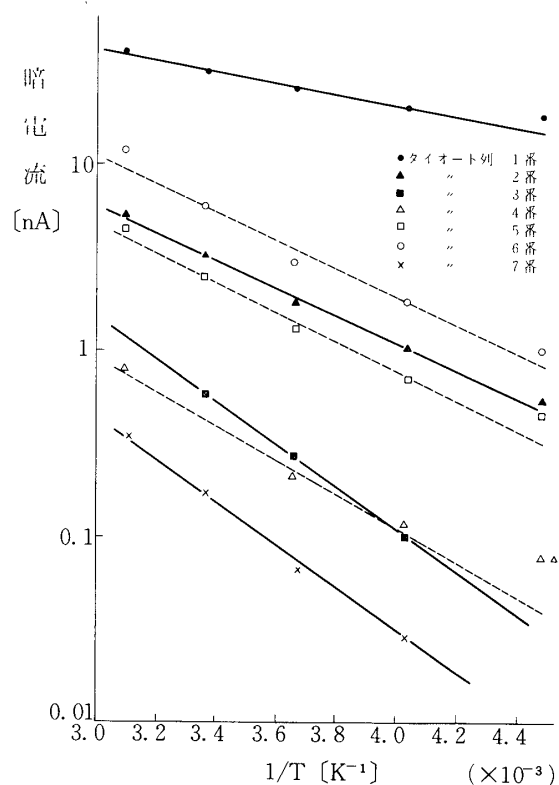 暗
電
流
[nA]
10
1
0.1
0.01
● ダイオード列 1番
▲ 〃 2番
■ 〃 3番
△ 〃 4番
□ 〃 5番
○ 〃 6番
× 〃 7番
3.0 3.2 3.4 3.6 3.8 4.0 4.2 4.4
1/T [K⁻¹] (×10⁻³)